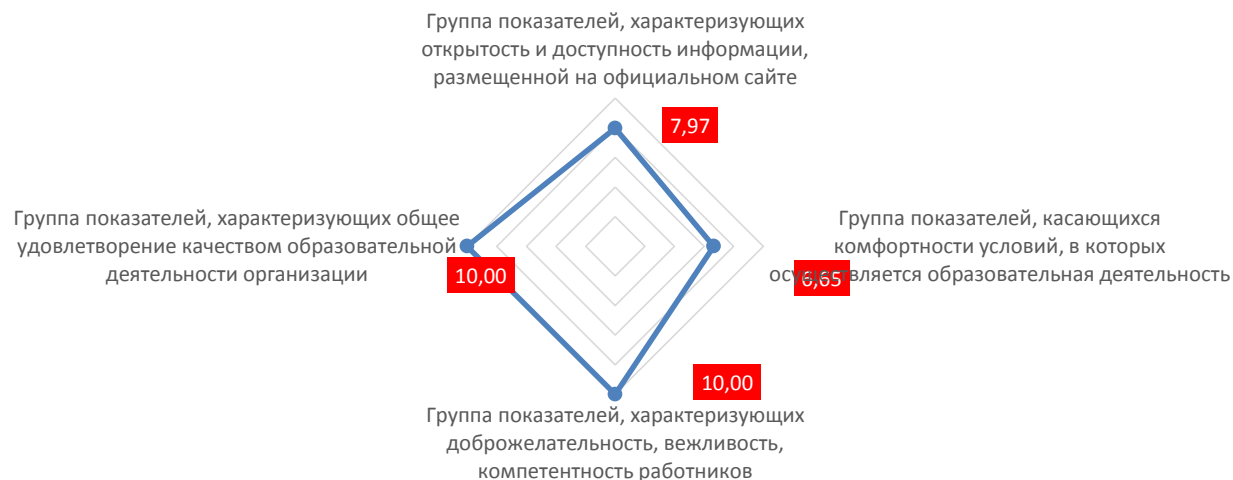 Группа показателей, характеризующих
открытость и доступность информации,
размещенной на официальном сайте
7,97
Группа показателей, характеризующих общее
удовлетворение качеством образовательной
деятельности организации
10,00
Группа показателей, касающихся
комфортности условий, в которых
осуществляется образовательная деятельность
6,65
10,00
Группа показателей, характеризующих
доброжелательность, вежливость,
компетентность работников